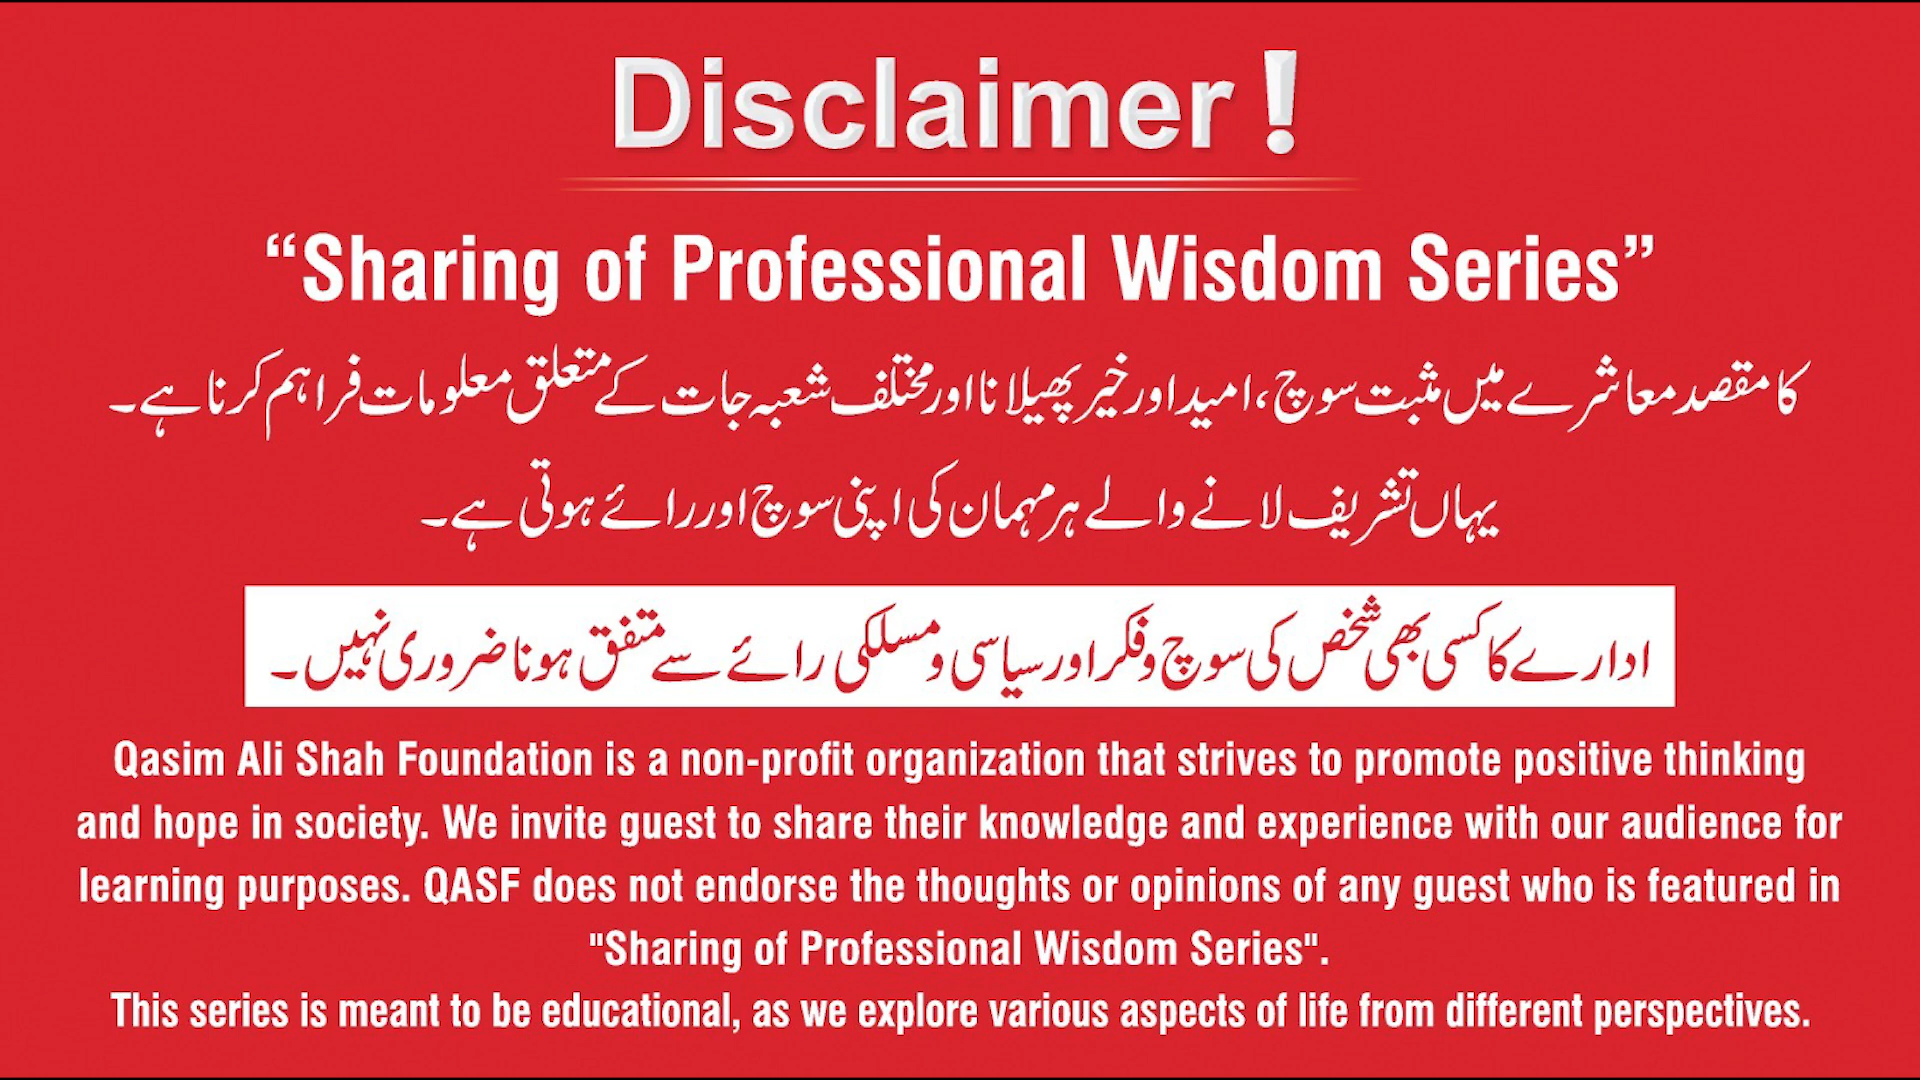 Disclaimer!
“Sharing of Professional Wisdom Series”
کا مقصد معاشرے میں مثبت سوچ، امید اور خیر پھیلانا اور مختلف شعبہ جات کے متعلق معلومات فراہم کرنا ہے۔
یہاں تشریف لانے والے ہر مہمان کی اپنی سوچ اور رائے ہوتی ہے۔
ادارے کا کسی بھی شخص کی سوچ و فکر اور سیاسی و مسلکی رائے سے متفق ہونا ضروری نہیں۔
Qasim Ali Shah Foundation is a non-profit organization that strives to promote positive thinking
and hope in society. We invite guest to share their knowledge and experience with our audience for
learning purposes. QASF does not endorse the thoughts or opinions of any guest who is featured in
"Sharing of Professional Wisdom Series".
This series is meant to be educational, as we explore various aspects of life from different perspectives.